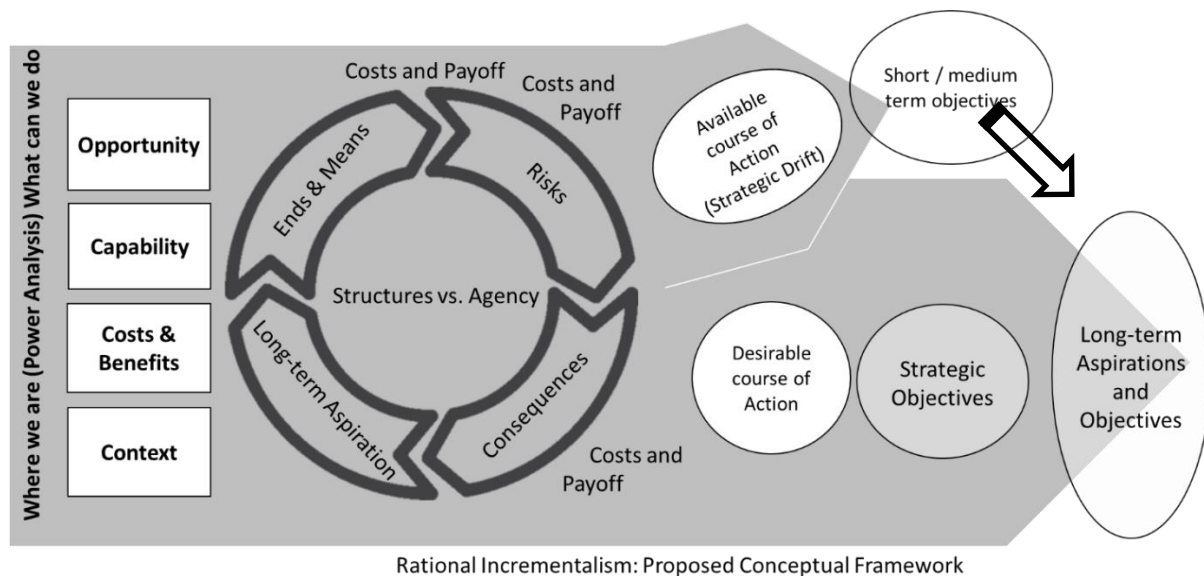 Where we are (Power Analysis) What can we do
Opportunity
Capability
Costs &
Benefits
Context
Costs and Payoff
Costs and
Payoff
Ends & Means
Risks
Structures vs. Agency
Long-term Aspiration
Consequences
Costs and
Payoff
Available
course of
Action
(Strategic Drift)
Short / medium
term objectives
Desirable
course of
Action
Strategic
Objectives
Long-term
Aspirations
and
Objectives
Rational Incrementalism: Proposed Conceptual Framework